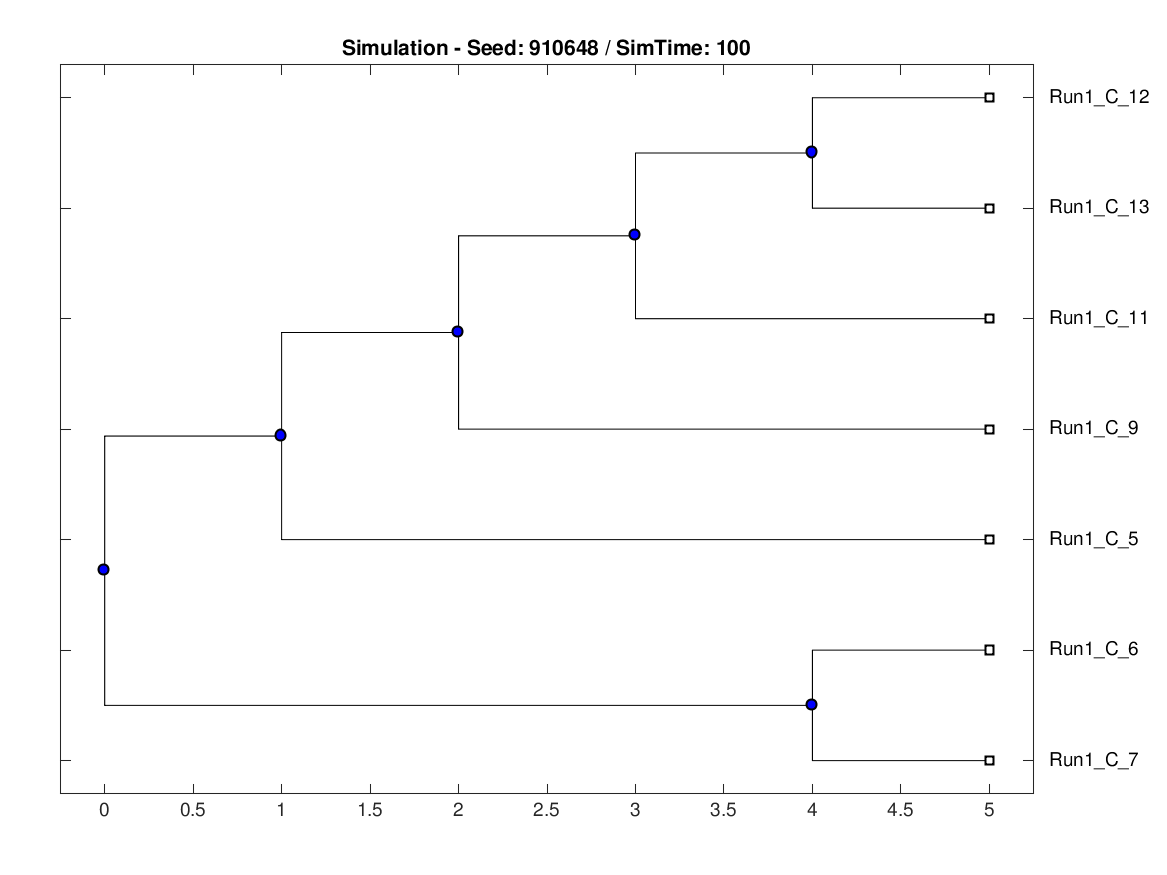 Simulation - Seed: 910648 / SimTime: 100
Run1_C_12
Run1_C_13
Run1_C_11
Run1_C_9
Run1_C_5
Run1_C_6
Run1_C_7
0 0.5 1 1.5 2 2.5 3 3.5 4 4.5 5